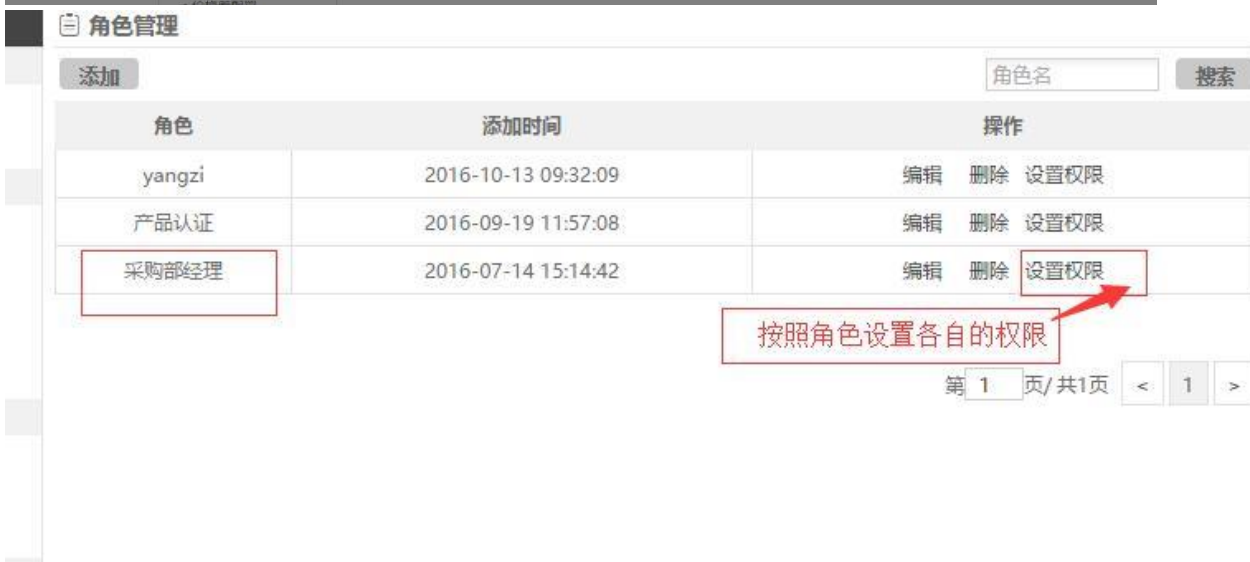 角色管理
添加 角色名 搜索
角色 添加时间 操作
yangzi 2016-10-13 09:32:09 编辑 删除 设置权限
产品认证 2016-09-19 11:57:08 编辑 删除 设置权限
采购部经理 2016-07-14 15:14:42 编辑 删除 设置权限
按照角色设置各自的权限
第 1 页/共1页 < 1 >